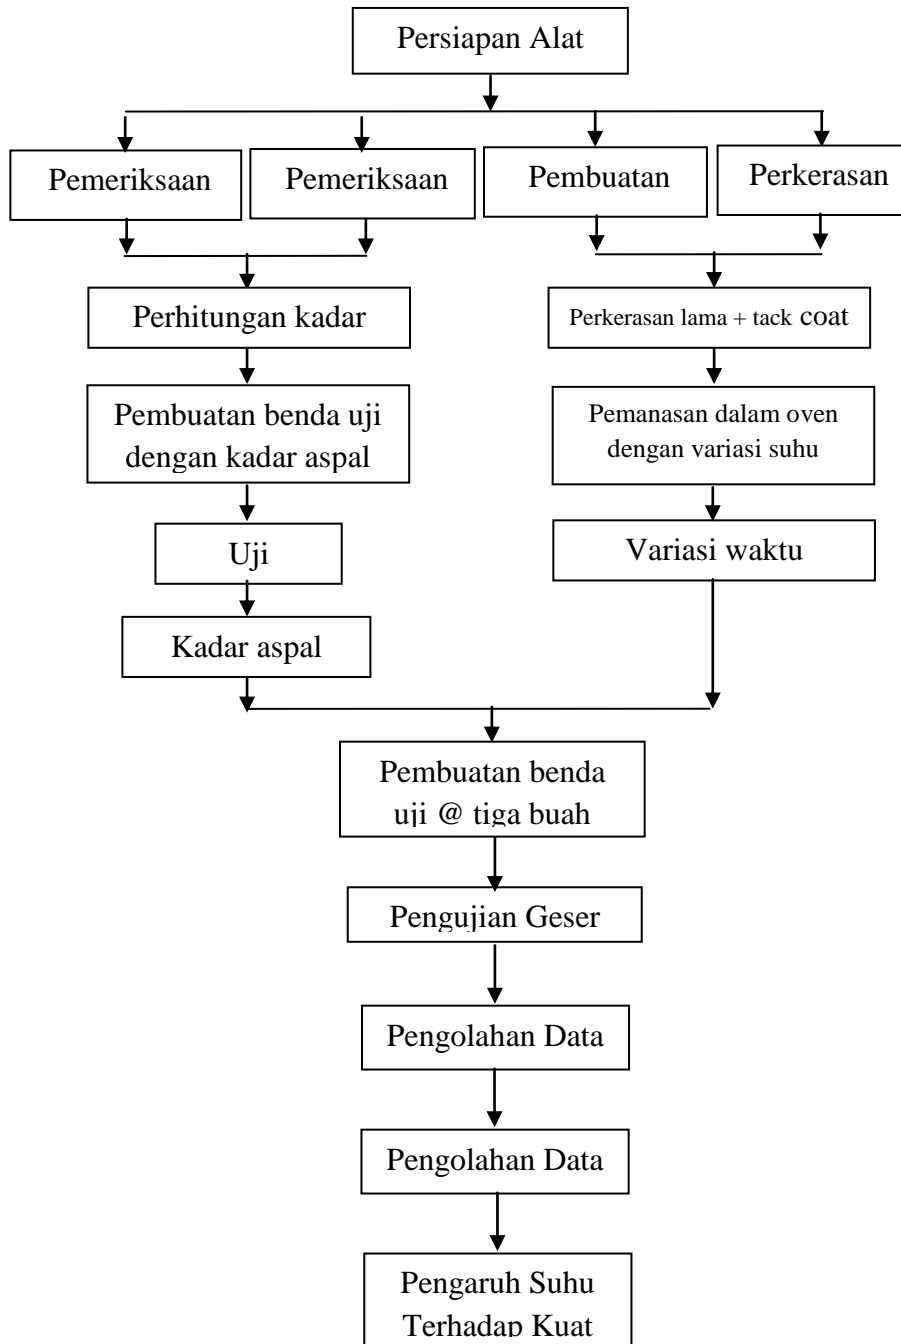 Persiapan Alat
Pemeriksaan
Pemeriksaan
Pembuatan
Perkerasan
Perhitungan kadar
Perkerasan lama + tack coat
Pembuatan benda uji
dengan kadar aspal
Pemanasan dalam oven
dengan variasi suhu
Uji
Variasi waktu
Kadar aspal
Pembuatan benda
uji @ tiga buah
Pengujian Geser
Pengolahan Data
Pengolahan Data
Pengaruh Suhu
Terhadap Kuat